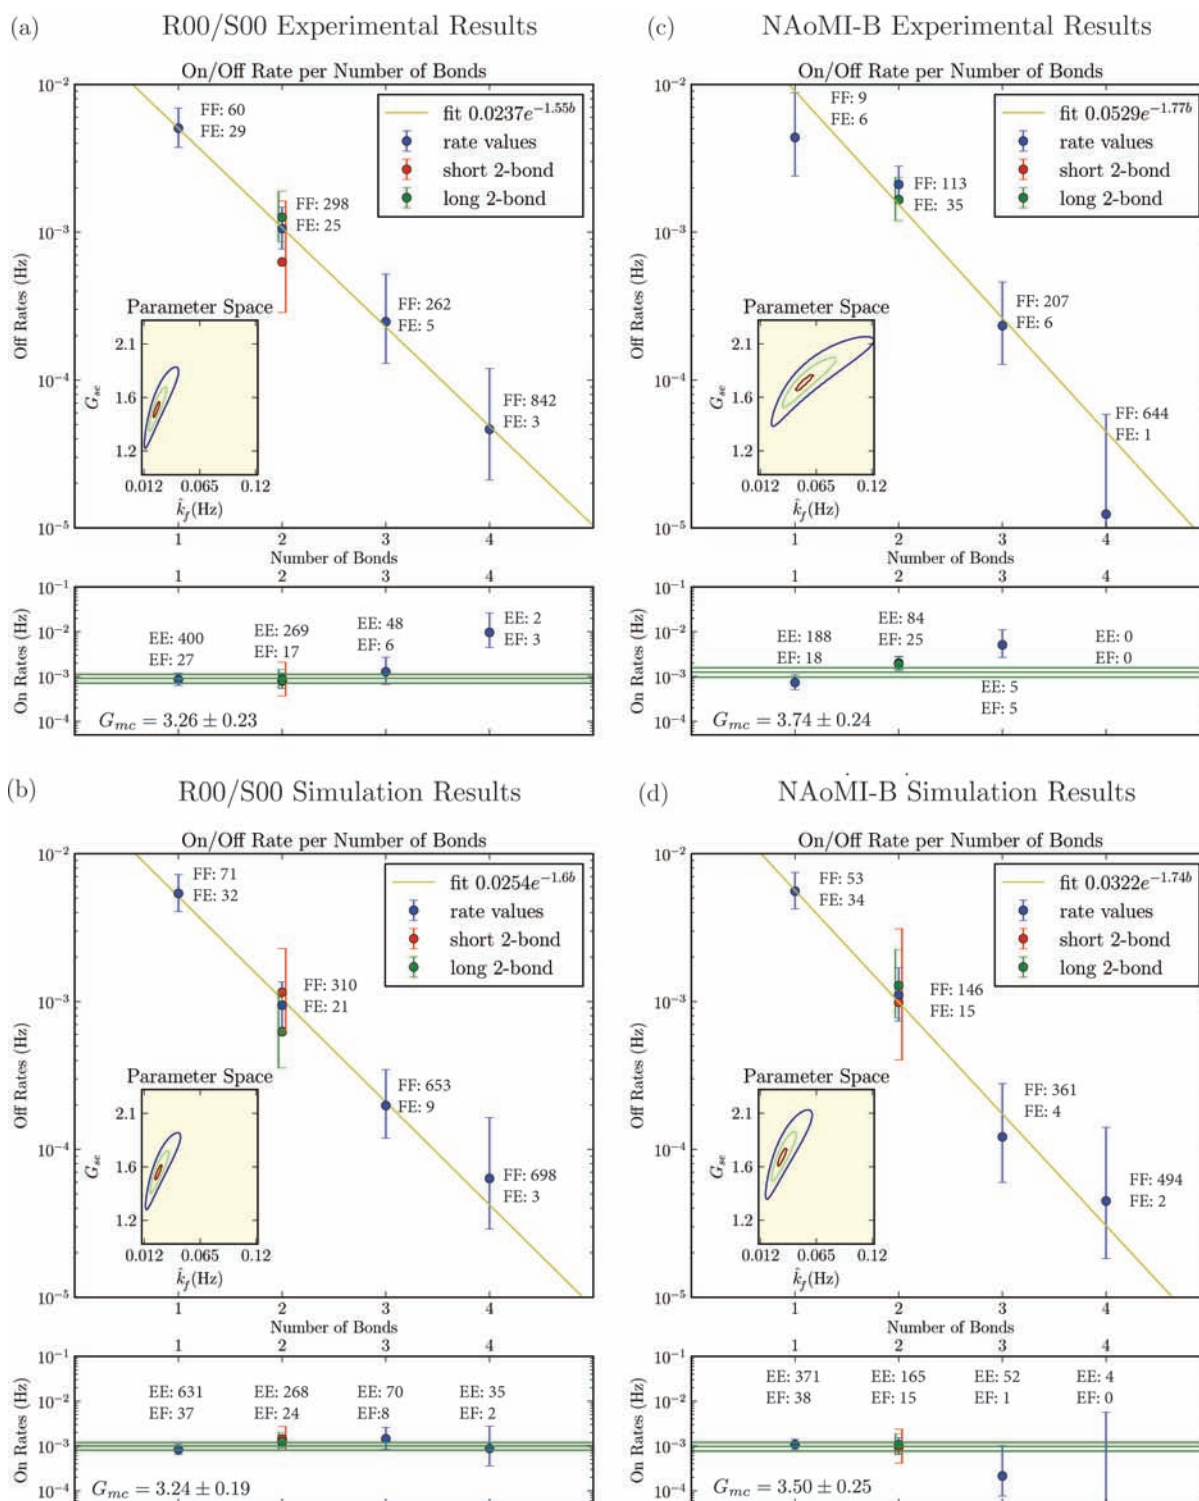 (a) R00/S00 Experimental Results
On/Off Rate per Number of Bonds
10⁻²
10⁻³
10⁻⁴
10⁻⁵
Off Rates (Hz)
fit 0.0237e^{−1.55b}
rate values
short 2-bond
long 2-bond
FF: 60
FE: 29
FF: 298
FE: 25
FF: 262
FE: 5
FF: 842
FE: 3
Parameter Space
2.1
1.6
1.2
G_{se}
0.012 0.065 0.12
k̂_f(Hz)
1 2 3 4
Number of Bonds
1 2 3 4
10⁻¹
10⁻²
10⁻³
10⁻⁴
On Rates (Hz)
EE: 400
EF: 27
EE: 269
EF: 17
EE: 48
EF: 6
EE: 2
EF: 3
G_{mc} = 3.26 ± 0.23
(c) NAoMI-B Experimental Results
On/Off Rate per Number of Bonds
10⁻²
10⁻³
10⁻⁴
10⁻⁵
Off Rates (Hz)
fit 0.0529e^{−1.77b}
rate values
short 2-bond
long 2-bond
FF: 9
FE: 6
FF: 113
FE: 35
FF: 207
FE: 6
FF: 644
FE: 1
Parameter Space
2.1
1.6
1.2
G_{se}
0.012 0.065 0.12
k̂_f(Hz)
1 2 3 4
Number of Bonds
1 2 3 4
10⁻¹
10⁻²
10⁻³
10⁻⁴
On Rates (Hz)
EE: 188
EF: 18
EE: 84
EF: 25
EE: 5
EF: 5
EE: 0
EF: 0
G_{mc} = 3.74 ± 0.24
(b) R00/S00 Simulation Results
On/Off Rate per Number of Bonds
10⁻²
10⁻³
10⁻⁴
10⁻⁵
Off Rates (Hz)
fit 0.0254e^{−1.6b}
rate values
short 2-bond
long 2-bond
FF: 71
FE: 32
FF: 310
FE: 21
FF: 653
FE: 9
FF: 698
FE: 3
Parameter Space
2.1
1.6
1.2
G_{se}
0.012 0.065 0.12
k̂_f(Hz)
1 2 3 4
Number of Bonds
1 2 3 4
10⁻¹
10⁻²
10⁻³
10⁻⁴
On Rates (Hz)
EE: 631
EF: 37
EE: 268
EF: 24
EE: 70
EF:8
EE: 35
EF: 2
G_{mc} = 3.24 ± 0.19
(d) NAoMI-B Simulation Results
On/Off Rate per Number of Bonds
10⁻²
10⁻³
10⁻⁴
10⁻⁵
Off Rates (Hz)
fit 0.0322e^{−1.74b}
rate values
short 2-bond
long 2-bond
FF: 53
FE: 34
FF: 146
FE: 15
FF: 361
FE: 4
FF: 494
FE: 2
Parameter Space
2.1
1.6
1.2
G_{se}
0.012 0.065 0.12
k̂_f(Hz)
1 2 3 4
Number of Bonds
1 2 3 4
10⁻¹
10⁻²
10⁻³
10⁻⁴
On Rates (Hz)
EE: 371
EF: 38
EE: 165
EF: 15
EE: 52
EF: 1
EE: 4
EF: 0
G_{mc} = 3.50 ± 0.25